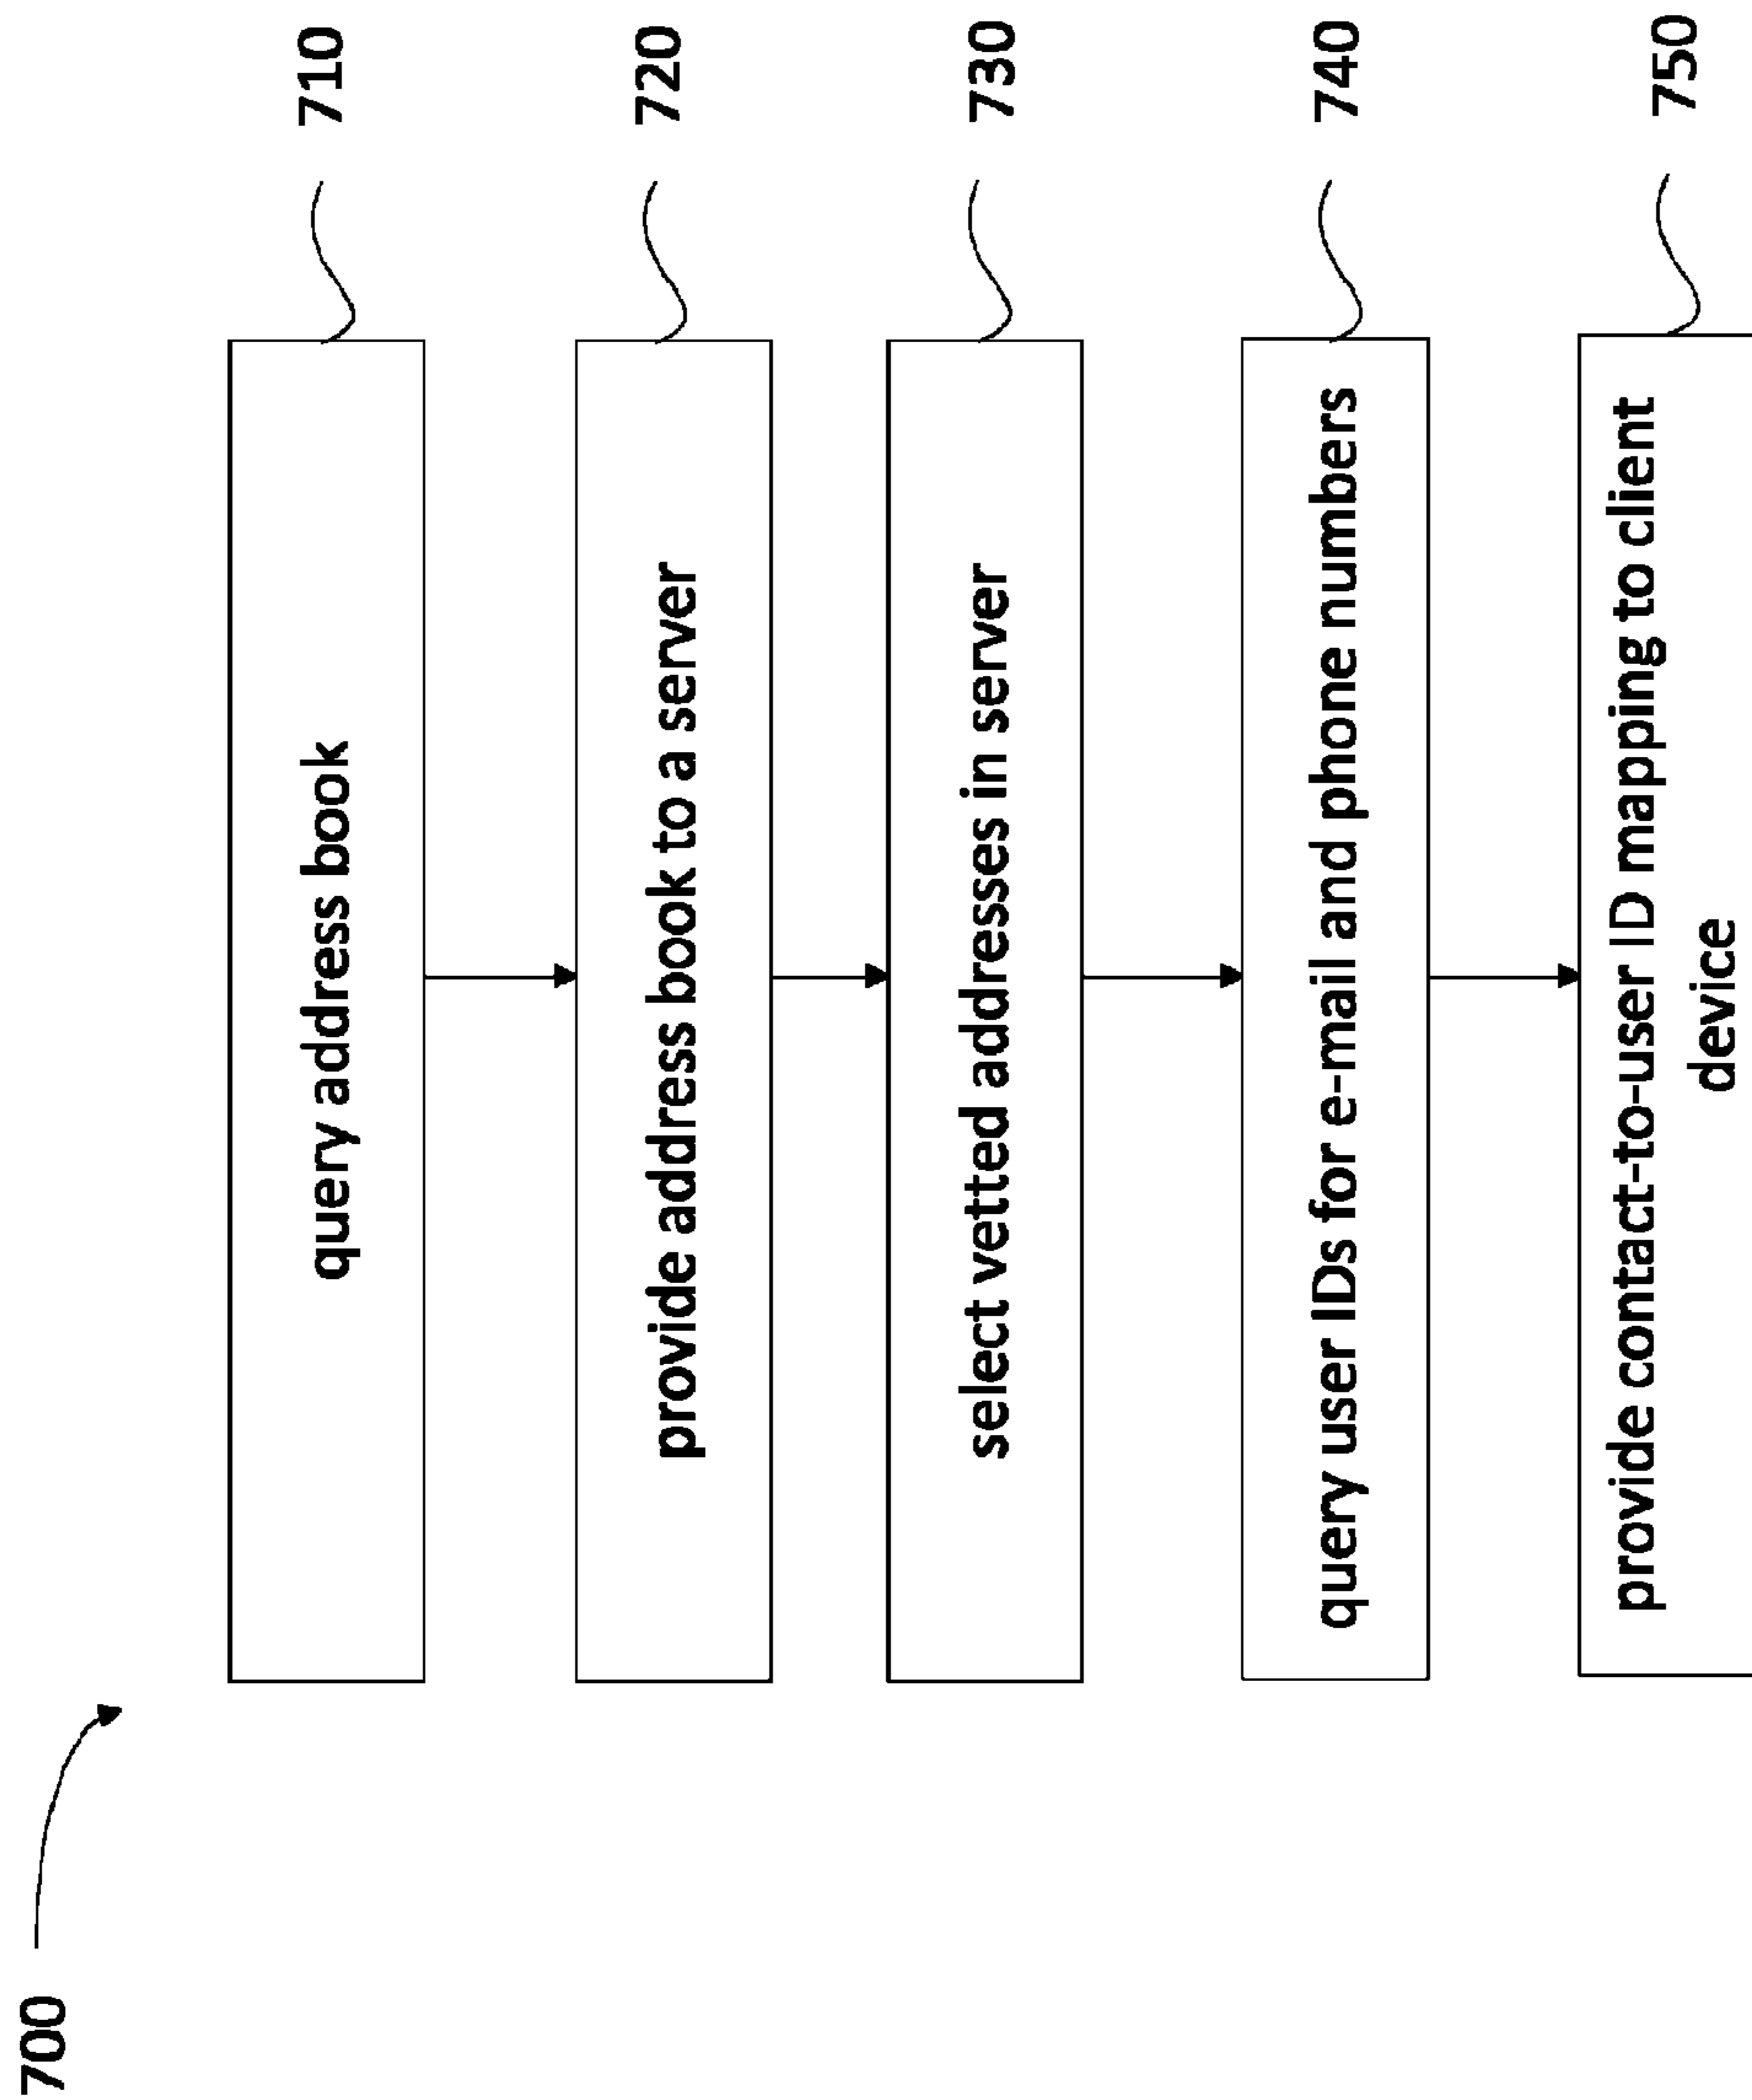 700
query address book
710
provide address book to a server
720
select vetted addresses in server
730
query user IDs for e-mail and phone numbers
740
provide contact-to-user ID mapping to client
device
750